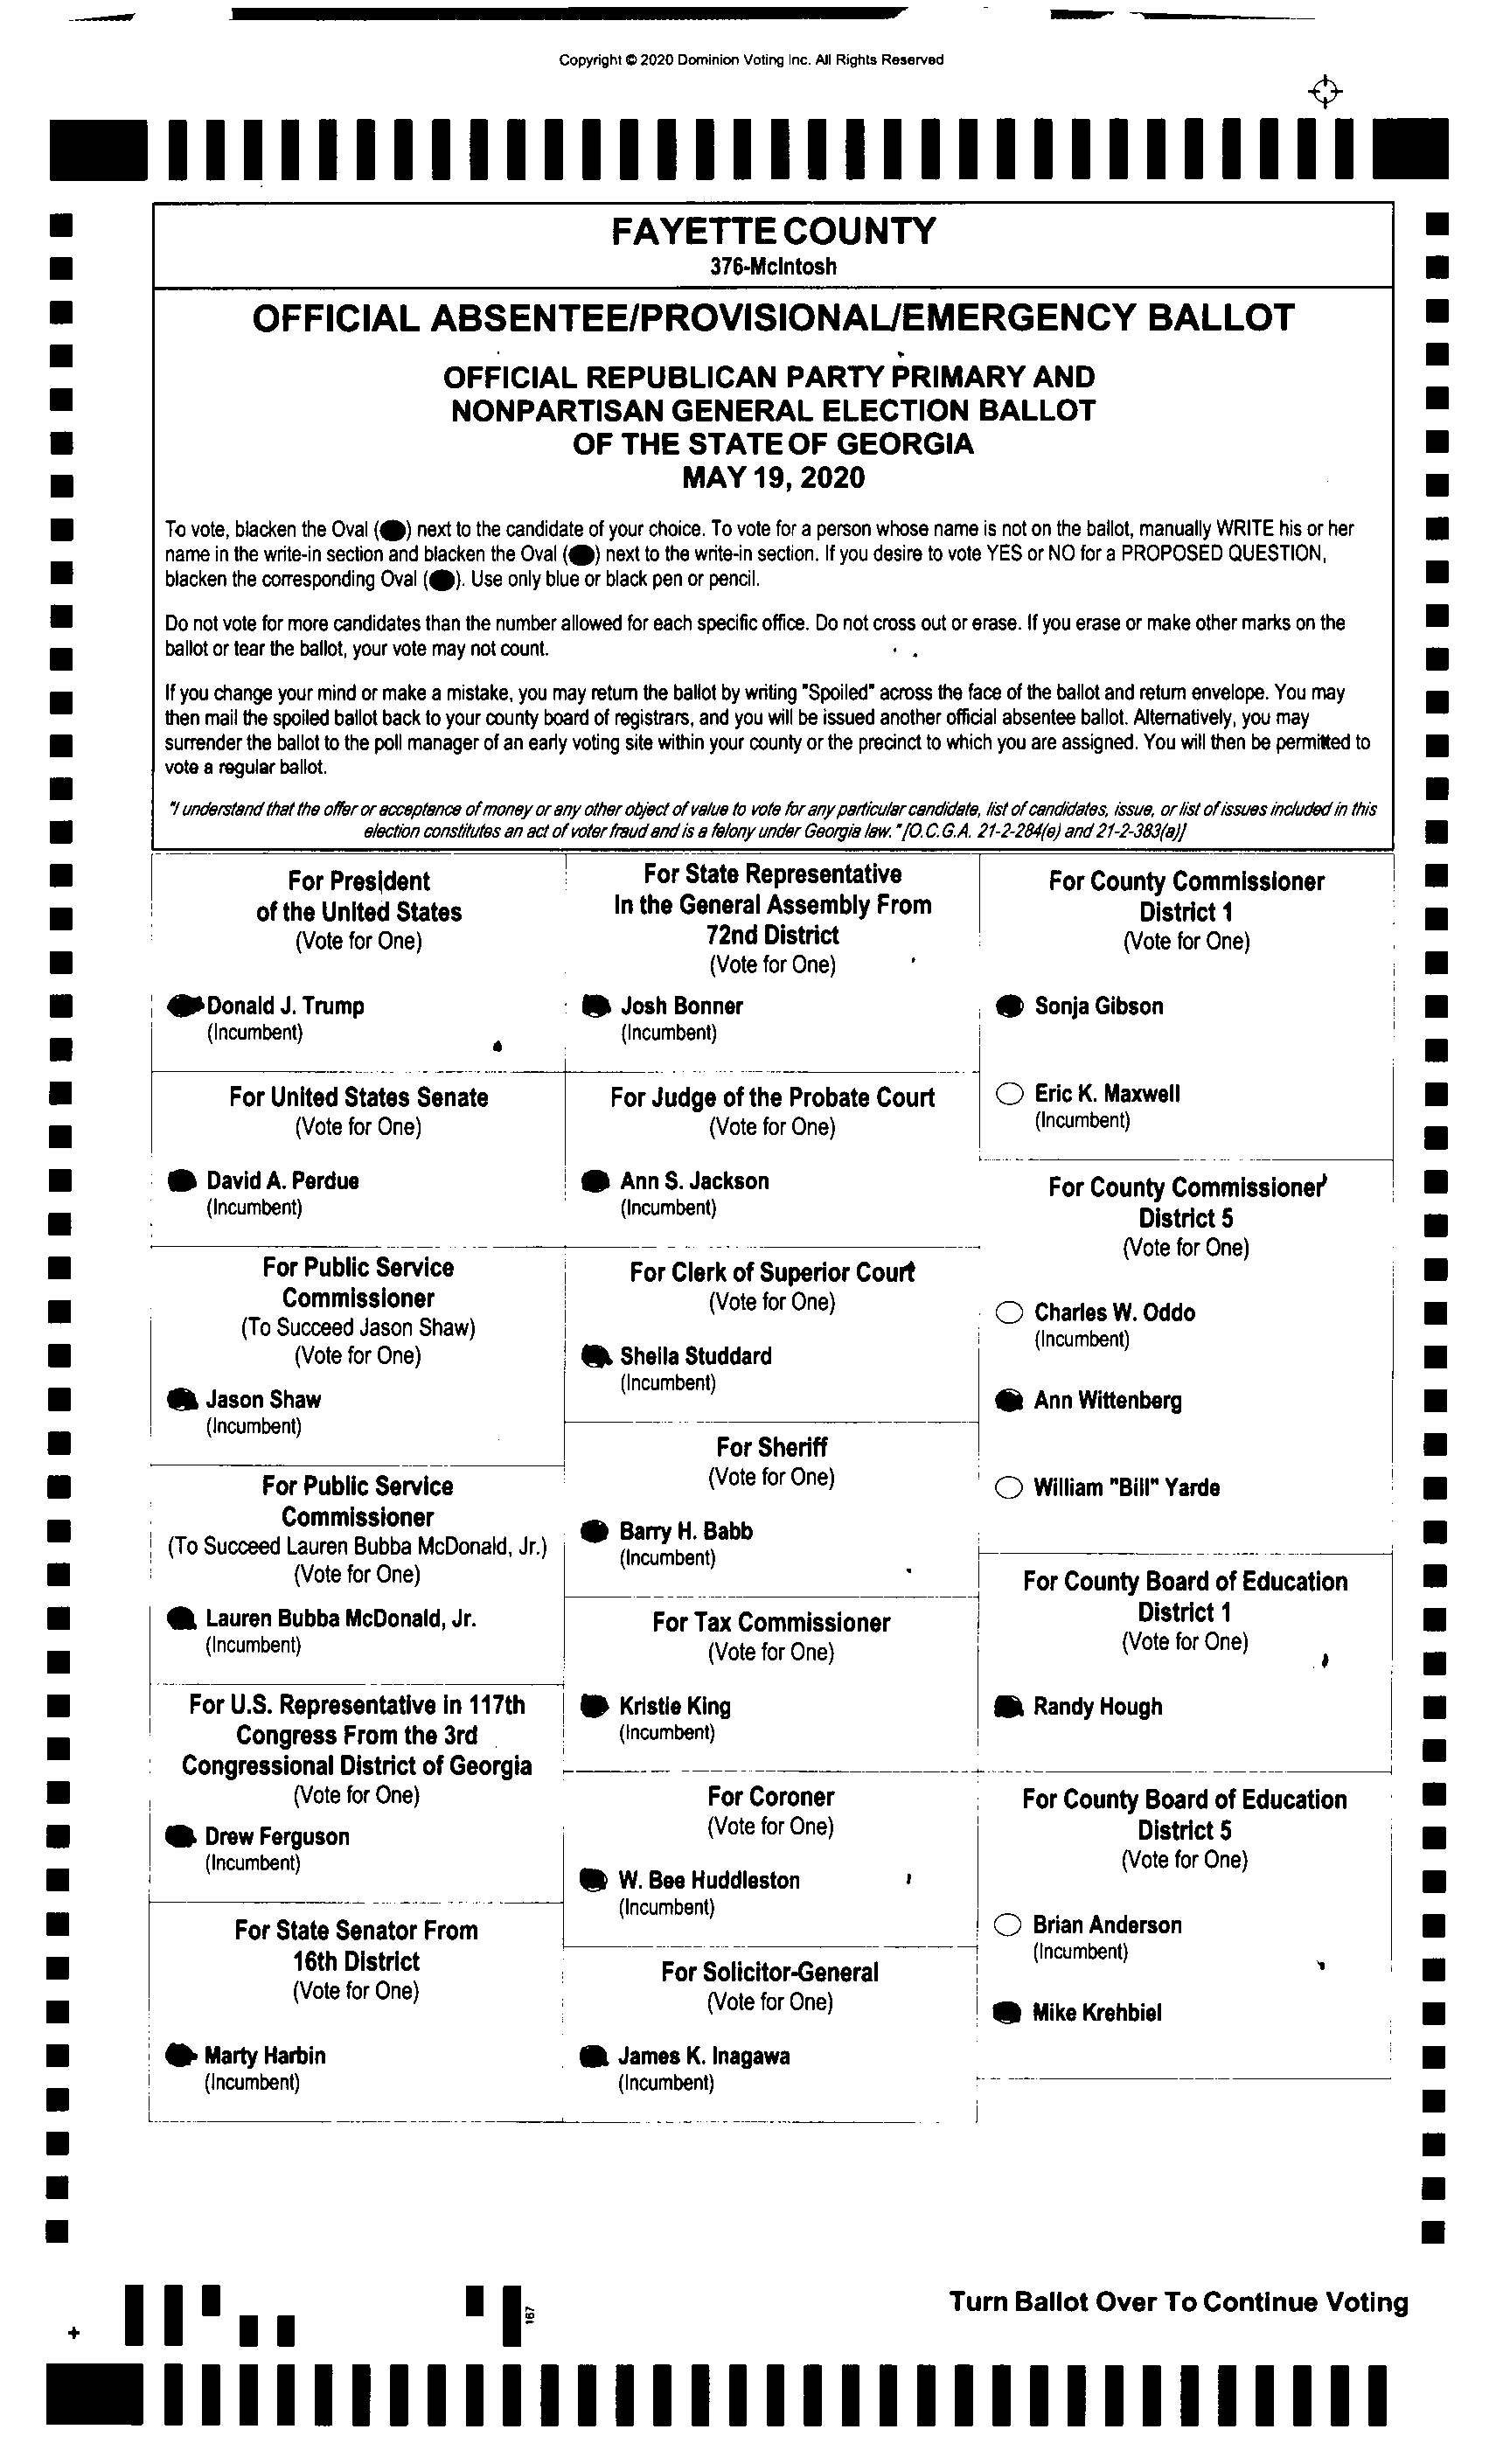 Copyright © 2020 Dominion Voting Inc. All Rights Reserved
FAYETTE COUNTY
376-McIntosh
OFFICIAL ABSENTEE/PROVISIONAL/EMERGENCY BALLOT
OFFICIAL REPUBLICAN PARTY PRIMARY AND
NONPARTISAN GENERAL ELECTION BALLOT
OF THE STATE OF GEORGIA
MAY 19, 2020
To vote, blacken the Oval ( ) next to the candidate of your choice. To vote for a person whose name is not on the ballot, manually WRITE his or her
name in the write-in section and blacken the Oval ( ) next to the write-in section. If you desire to vote YES or NO for a PROPOSED QUESTION,
blacken the corresponding Oval ( ). Use only blue or black pen or pencil.
Do not vote for more candidates than the number allowed for each specific office. Do not cross out or erase. If you erase or make other marks on the
ballot or tear the ballot, your vote may not count.
If you change your mind or make a mistake, you may return the ballot by writing "Spoiled" across the face of the ballot and return envelope. You may
then mail the spoiled ballot back to your county board of registrars, and you will be issued another official absentee ballot. Alternatively, you may
surrender the ballot to the poll manager of an early voting site within your county or the precinct to which you are assigned. You will then be permitted to
vote a regular ballot.
"I understand that the offer or acceptance of money or any other object of value to vote for any particular candidate, list of candidates, issue, or list of issues included in this
election constitutes an act of voter fraud and is a felony under Georgia law." [O.C.G.A. 21-2-284(e) and 21-2-383(a)]
For President
of the United States
(Vote for One)
Donald J. Trump
(Incumbent)
For United States Senate
(Vote for One)
David A. Perdue
(Incumbent)
For Public Service
Commissioner
(To Succeed Jason Shaw)
(Vote for One)
Jason Shaw
(Incumbent)
For Public Service
Commissioner
(To Succeed Lauren Bubba McDonald, Jr.)
(Vote for One)
Lauren Bubba McDonald, Jr.
(Incumbent)
For U.S. Representative in 117th
Congress From the 3rd
Congressional District of Georgia
(Vote for One)
Drew Ferguson
(Incumbent)
For State Senator From
16th District
(Vote for One)
Marty Harbin
(Incumbent)
For State Representative
In the General Assembly From
72nd District
(Vote for One)
Josh Bonner
(Incumbent)
For Judge of the Probate Court
(Vote for One)
Ann S. Jackson
(Incumbent)
For Clerk of Superior Court
(Vote for One)
Sheila Studdard
(Incumbent)
For Sheriff
(Vote for One)
Barry H. Babb
(Incumbent)
For Tax Commissioner
(Vote for One)
Kristie King
(Incumbent)
For Coroner
(Vote for One)
W. Bee Huddleston
(Incumbent)
For Solicitor-General
(Vote for One)
James K. Inagawa
(Incumbent)
For County Commissioner
District 1
(Vote for One)
Sonja Gibson
Eric K. Maxwell
(Incumbent)
For County Commissioner
District 5
(Vote for One)
Charles W. Oddo
(Incumbent)
Ann Wittenberg
William "Bill" Yarde
For County Board of Education
District 1
(Vote for One)
Randy Hough
For County Board of Education
District 5
(Vote for One)
Brian Anderson
(Incumbent)
Mike Krehbiel
Turn Ballot Over To Continue Voting
167